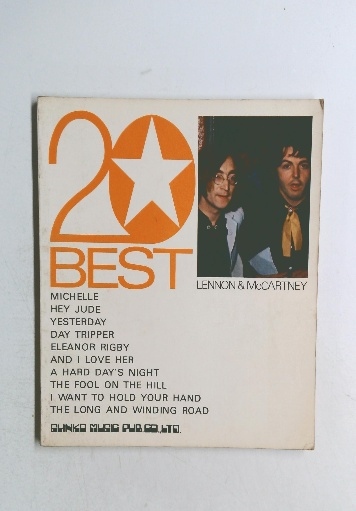 20
BEST
LENNON & McCARTNEY
MICHELLE
HEY JUDE
YESTERDAY
DAY TRIPPER
ELEANOR RIGBY
AND I LOVE HER
A HARD DAY'S NIGHT
THE FOOL ON THE HILL
I WANT TO HOLD YOUR HAND
THE LONG AND WINDING ROAD
MUSIC PUB.CO.,LTD.